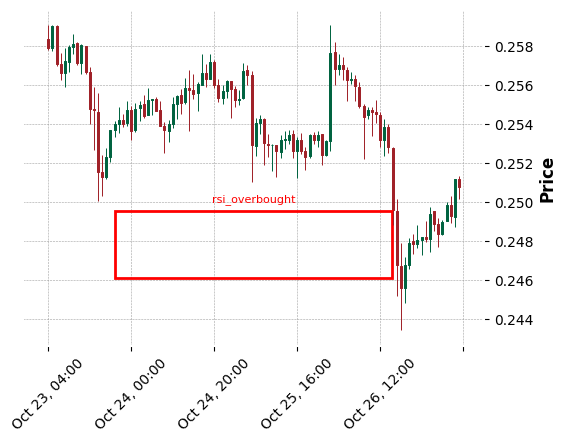 0.258
0.256
0.254
0.252
0.250
0.248
0.246
0.244
Price
rsi_overbought
Oct 23, 04:00
Oct 24, 00:00
Oct 24, 20:00
Oct 25, 16:00
Oct 26, 12:00